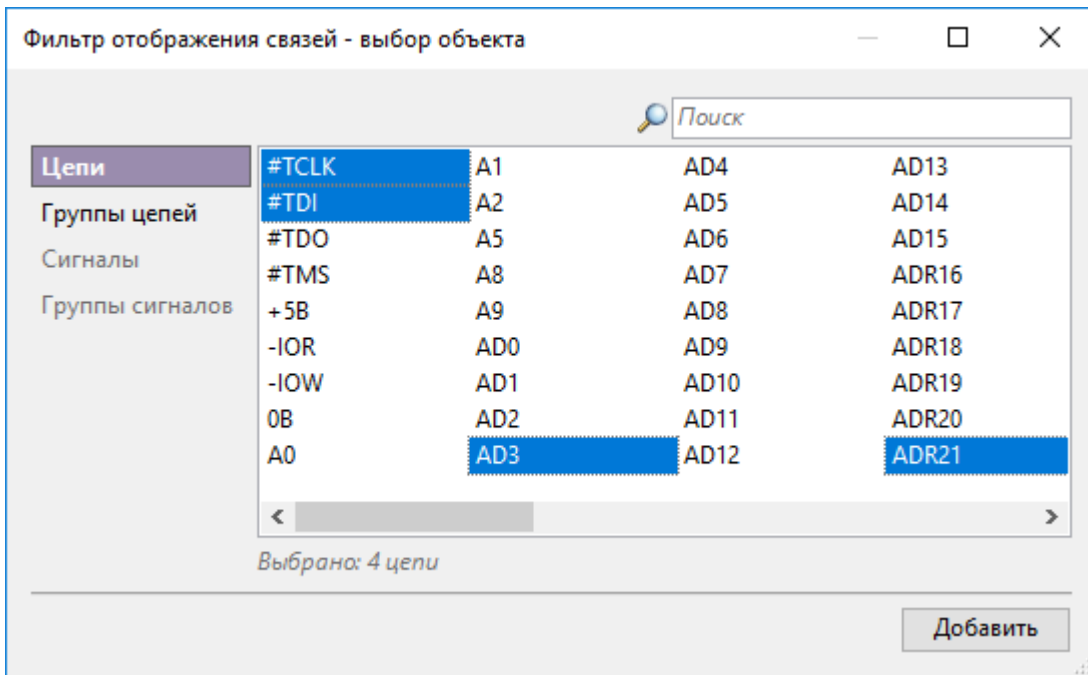 Фильтр отображения связей - выбор объекта
Поиск
Цепи
Группы цепей
Сигналы
Группы сигналов
#TCLK A1 AD4 AD13
#TDI A2 AD5 AD14
#TDO A5 AD6 AD15
#TMS A8 AD7 ADR16
+5В A9 AD8 ADR17
-IOR AD0 AD9 ADR18
-IOW AD1 AD10 ADR19
0В AD2 AD11 ADR20
A0 AD3 AD12 ADR21
Выбрано: 4 цепи
Добавить